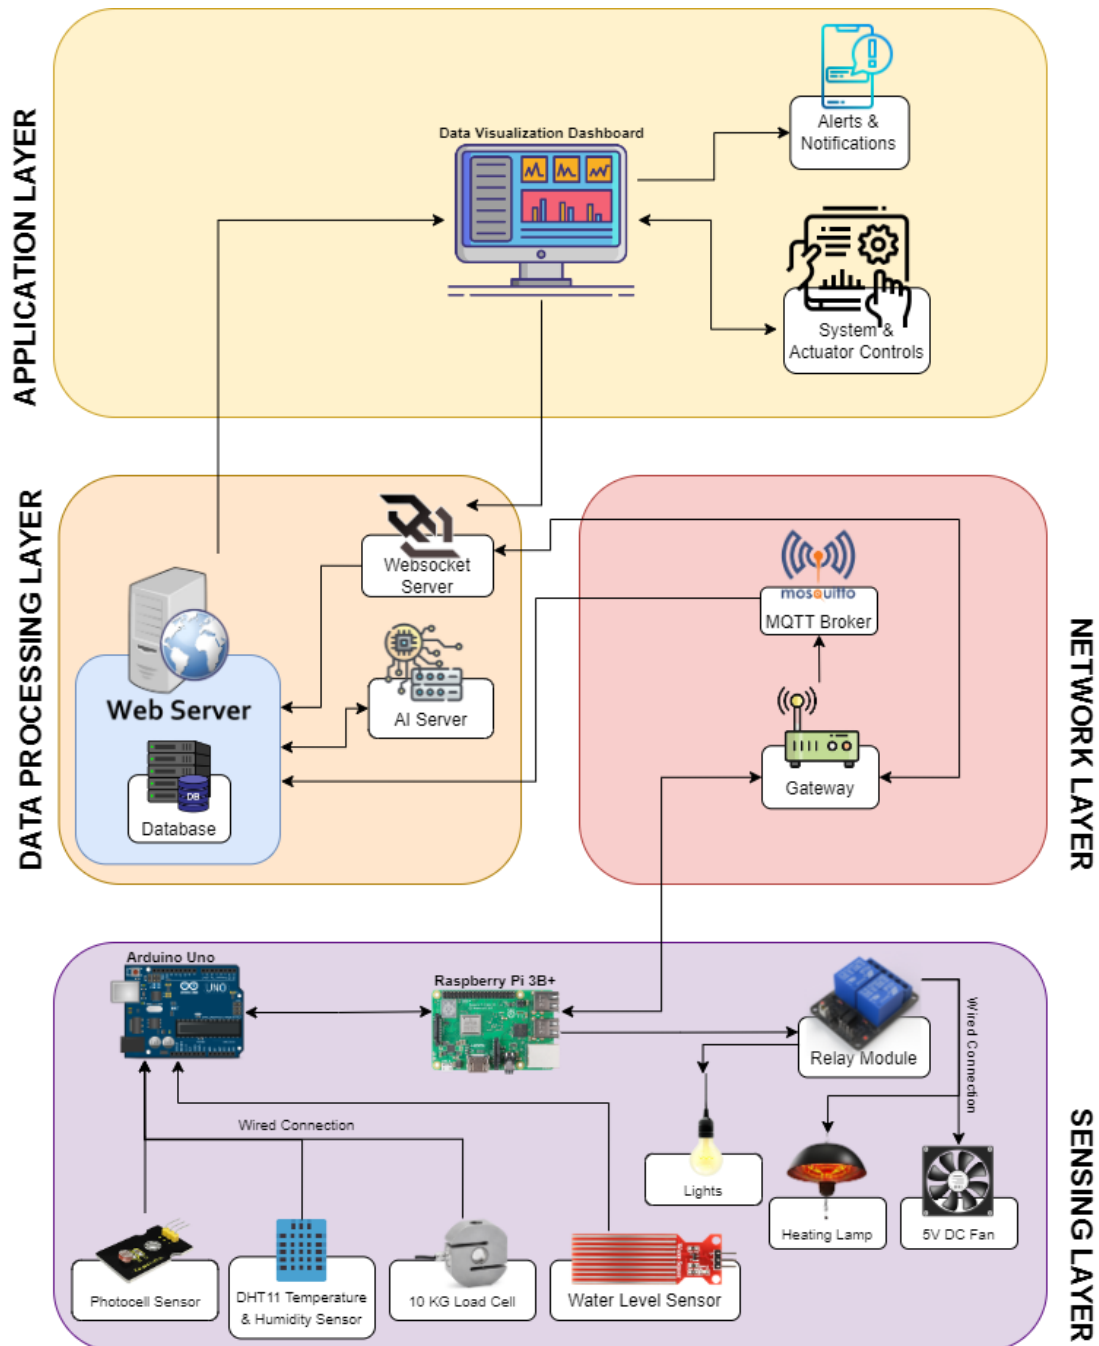 APPLICATION LAYER
Data Visualization Dashboard
Alerts &
Notifications
System &
Actuator Controls
DATA PROCESSING LAYER
Websocket
Server
Web Server
AI Server
DB
Database
mosquitto
MQTT Broker
Gateway
NETWORK LAYER
Arduino Uno
UNO
Raspberry Pi 3B+
Relay Module
Wired Connection
Wired Connection
Lights
Heating Lamp
5V DC Fan
Photocell Sensor
DHT11 Temperature
& Humidity Sensor
10 KG Load Cell
Water Level Sensor
SENSING LAYER